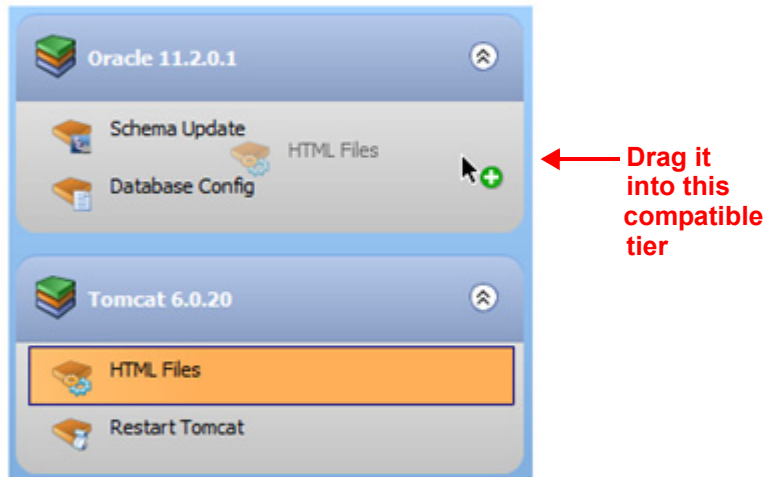 Oracle 11.2.0.1
Schema Update
HTML Files
Database Config
Drag it
into this
compatible
tier
Tomcat 6.0.20
HTML Files
Restart Tomcat